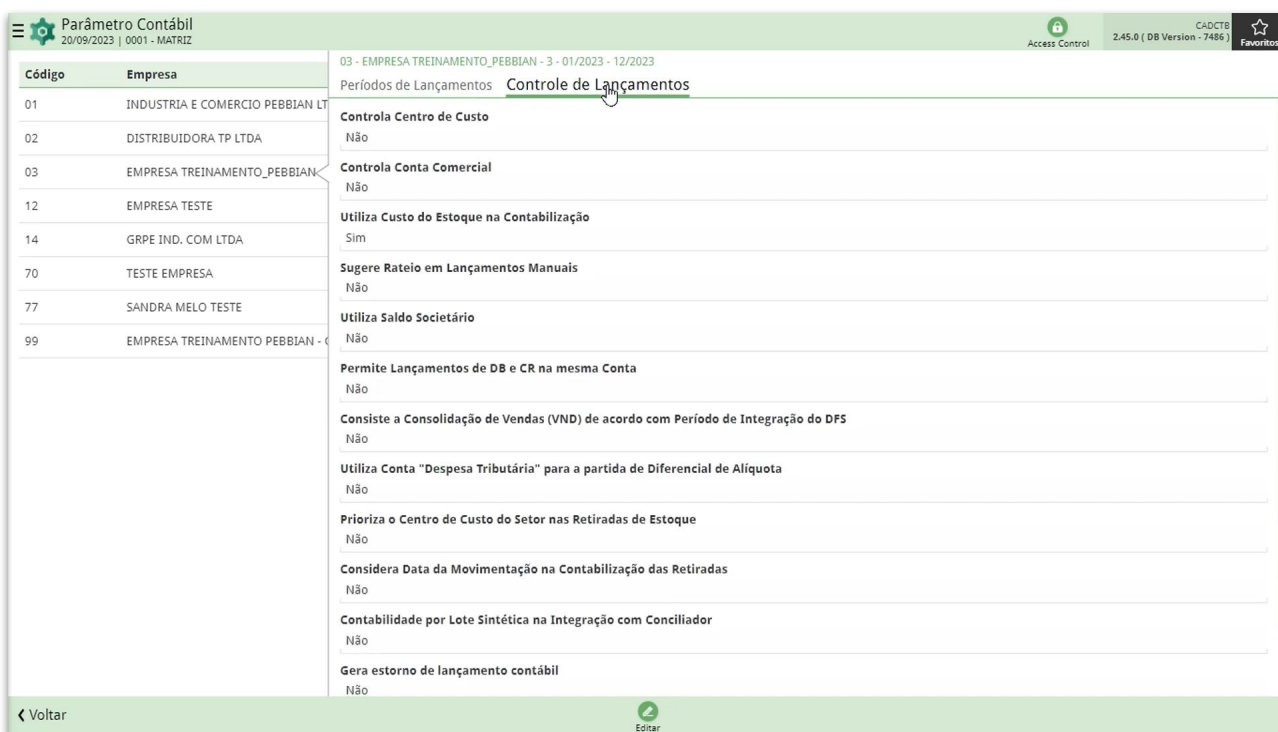 Parâmetro Contábil
20/09/2023 | 0001 - MATRIZ
Access Control
CADCTB
2.45.0 ( DB Version - 7486 )
Favoritos
Código Empresa
01 INDUSTRIA E COMERCIO PEBBIAN LT
02 DISTRIBUIDORA TP LTDA
03 EMPRESA TREINAMENTO_PEBBIAN
12 EMPRESA TESTE
14 GRPE IND. COM LTDA
70 TESTE EMPRESA
77 SANDRA MELO TESTE
99 EMPRESA TREINAMENTO PEBBIAN -
03 - EMPRESA TREINAMENTO_PEBBIAN - 3 - 01/2023 - 12/2023
Períodos de Lançamentos Controle de Lançamentos
Controla Centro de Custo
Não
Controla Conta Comercial
Não
Utiliza Custo do Estoque na Contabilização
Sim
Sugere Rateio em Lançamentos Manuais
Não
Utiliza Saldo Societário
Não
Permite Lançamentos de DB e CR na mesma Conta
Não
Consiste a Consolidação de Vendas (VND) de acordo com Período de Integração do DFS
Não
Utiliza Conta "Despesa Tributária" para a partida de Diferencial de Alíquota
Não
Prioriza o Centro de Custo do Setor nas Retiradas de Estoque
Não
Considera Data da Movimentação na Contabilização das Retiradas
Não
Contabilidade por Lote Sintética na Integração com Conciliador
Não
Gera estorno de lançamento contábil
Não
Voltar
Editar